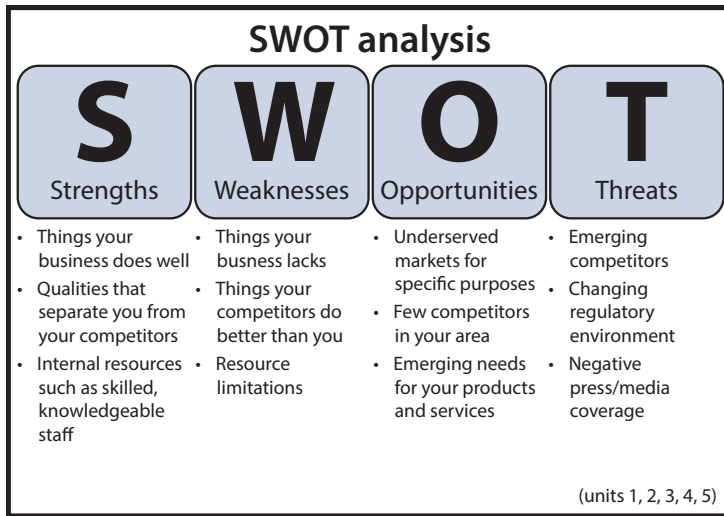 SWOT analysis
S
Strengths
• Things your
business does well
• Qualities that
separate you from
your competitors
• Internal resources
such as skilled,
knowledgeable
staff
W
Weaknesses
• Things your
busness lacks
• Things your
competitors do
better than you
• Resource
limitations
O
Opportunities
• Underserved
markets for
specific purposes
• Few competitors
in your area
• Emerging needs
for your products
and services
T
Threats
• Emerging
competitors
• Changing
regulatory
environment
• Negative
press/media
coverage
(units 1, 2, 3, 4, 5)